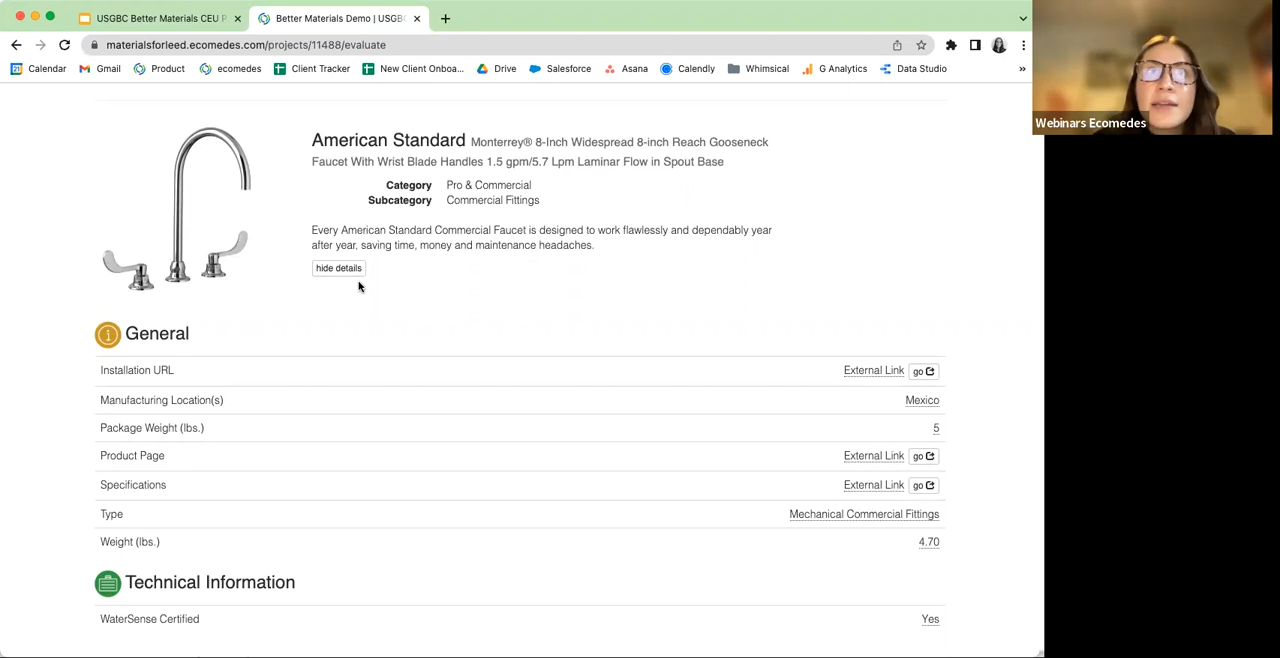 USGBC Better Materials CEU P
Better Materials Demo | USGBC
materialsforleed.ecomedes.com/projects/11488/evaluate
Calendar
Gmail
Product
ecomedes
Client Tracker
New Client Onboa...
Drive
Salesforce
Asana
Calendly
Whimsical
G Analytics
Data Studio
»
Webinars Ecomedes
American Standard Monterrey® 8-Inch Widespread 8-inch Reach Gooseneck
Faucet With Wrist Blade Handles 1.5 gpm/5.7 Lpm Laminar Flow in Spout Base
Category Pro & Commercial
Subcategory Commercial Fittings
Every American Standard Commercial Faucet is designed to work flawlessly and dependably year
after year, saving time, money and maintenance headaches.
hide details
General
Installation URL External Link go
Manufacturing Location(s) Mexico
Package Weight (lbs.) 5
Product Page External Link go
Specifications External Link go
Type Mechanical Commercial Fittings
Weight (lbs.) 4.70
Technical Information
WaterSense Certified Yes